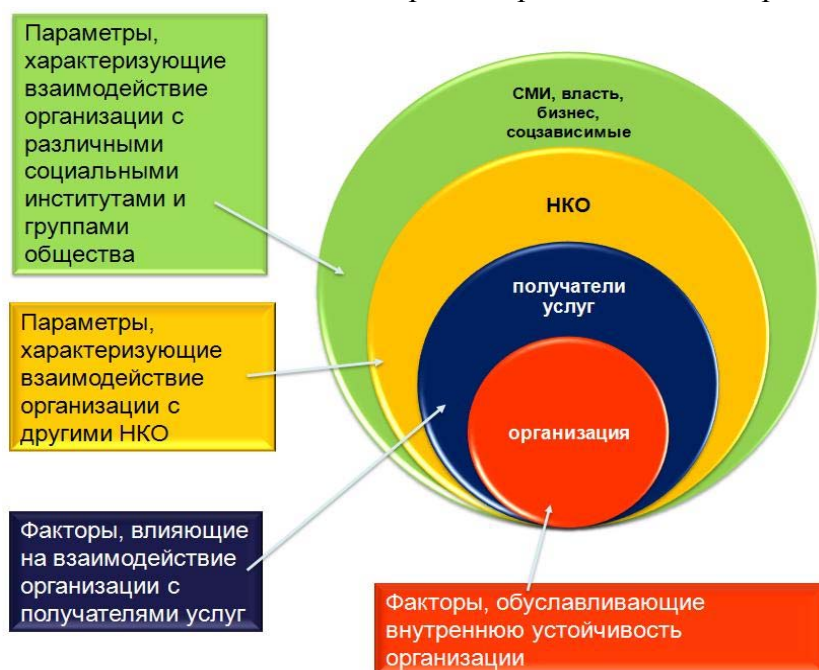 Параметры,
характеризующие
взаимодействие
организации с
различными
социальными
институтами и
группами
общества
СМИ, власть,
бизнес,
соцзависимые
НКО
Параметры,
характеризующие
взаимодействие
организации с
другими НКО
получатели
услуг
организация
Факторы, влияющие
на взаимодействие
организации с
получателями услуг
Факторы, обуславливающие
внутреннюю устойчивость
организации